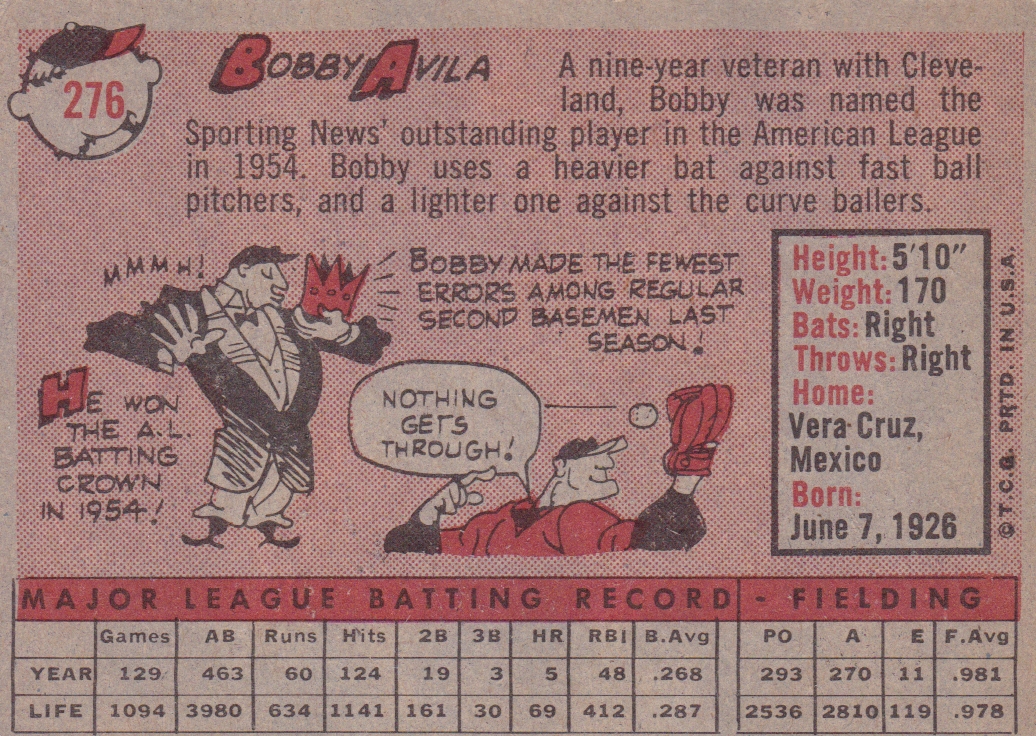 276
BOBBY AVILA
A nine-year veteran with Cleve-
land, Bobby was named the
Sporting News' outstanding player in the American League
in 1954. Bobby uses a heavier bat against fast ball
pitchers, and a lighter one against the curve ballers.
MMMH!
BOBBY MADE THE FEWEST
ERRORS AMONG REGULAR
SECOND BASEMEN LAST
SEASON!
HE WON
THE A.L.
BATTING
CROWN
IN 1954!
NOTHING
GETS
THROUGH!
Height: 5'10"
Weight: 170
Bats: Right
Throws: Right
Home:
Vera Cruz,
Mexico
Born:
June 7, 1926
© T.C.G. PRTD. IN U.S.A.
MAJOR LEAGUE BATTING RECORD - FIELDING
Games AB Runs Hits 2B 3B HR RBI B.Avg PO A E F.Avg
YEAR 129 463 60 124 19 3 5 48 .268 293 270 11 .981
LIFE 1094 3980 634 1141 161 30 69 412 .287 2536 2810 119 .978